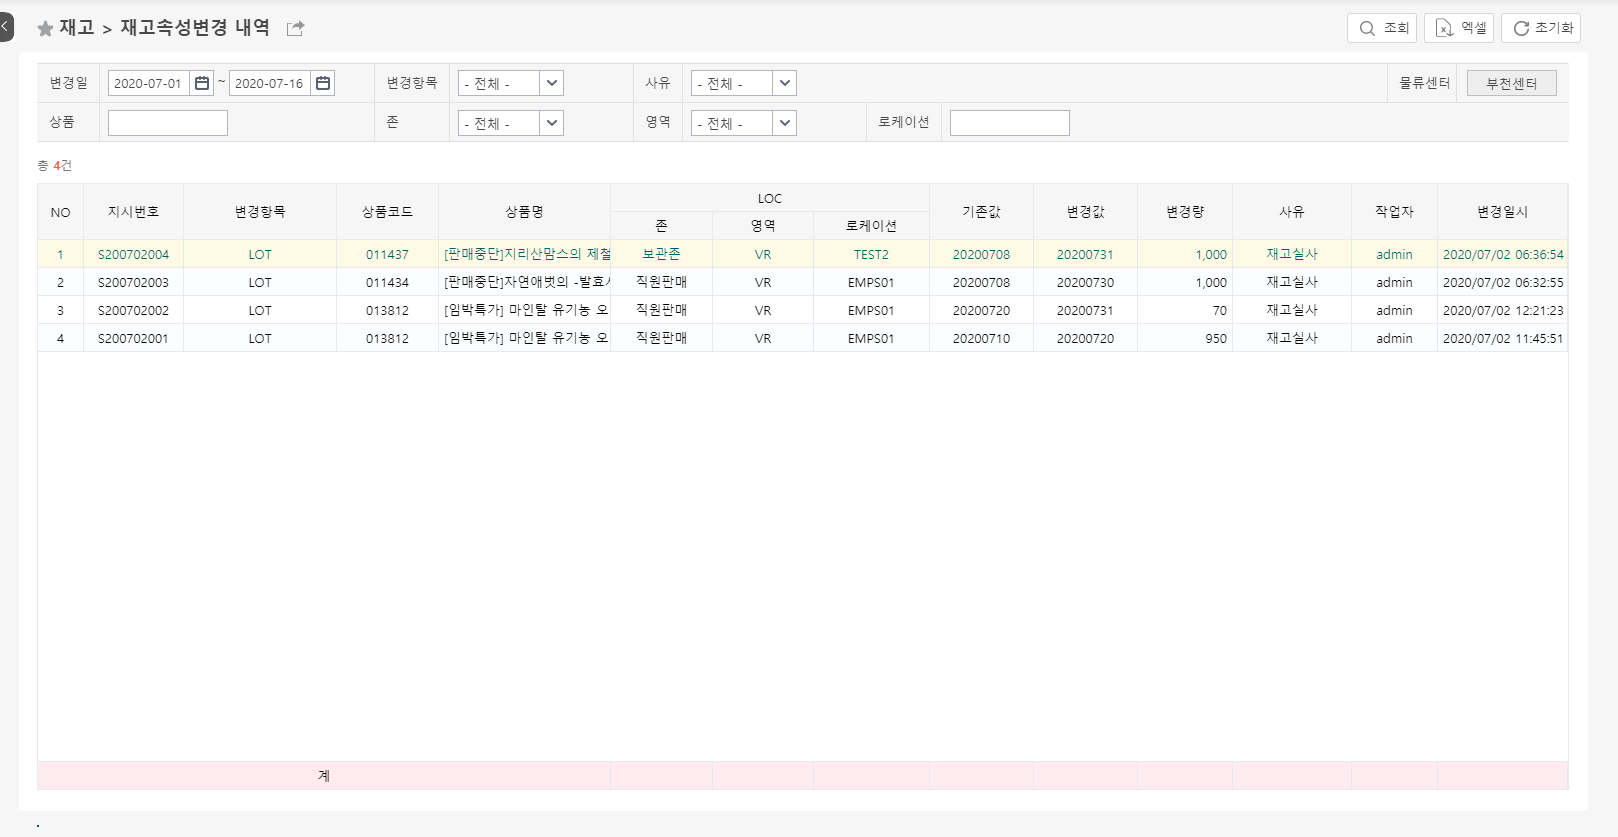 재고 > 재고속성변경 내역
조회 엑셀 초기화
변경일 2020-07-01 ~ 2020-07-16 변경항목 - 전체 - 사유 - 전체 - 물류센터 부천센터
상품 존 - 전체 - 영역 - 전체 - 로케이션
총 4건
NO 지시번호 변경항목 상품코드 상품명 LOC 기존값 변경값 변경량 사유 작업자 변경일시
존 영역 로케이션
1 S200702004 LOT 011437 [판매중단]지리산맘스의 제철 보관존 VR TEST2 20200708 20200731 1,000 재고실사 admin 2020/07/02 06:36:54
2 S200702003 LOT 011434 [판매중단]자연애벗의 -발효 직원판매 VR EMPS01 20200708 20200730 1,000 재고실사 admin 2020/07/02 06:32:55
3 S200702002 LOT 013812 [임박특가] 마인탈 유기농 오 직원판매 VR EMPS01 20200720 20200731 70 재고실사 admin 2020/07/02 12:21:23
4 S200702001 LOT 013812 [임박특가] 마인탈 유기농 오 직원판매 VR EMPS01 20200710 20200720 950 재고실사 admin 2020/07/02 11:45:51
계